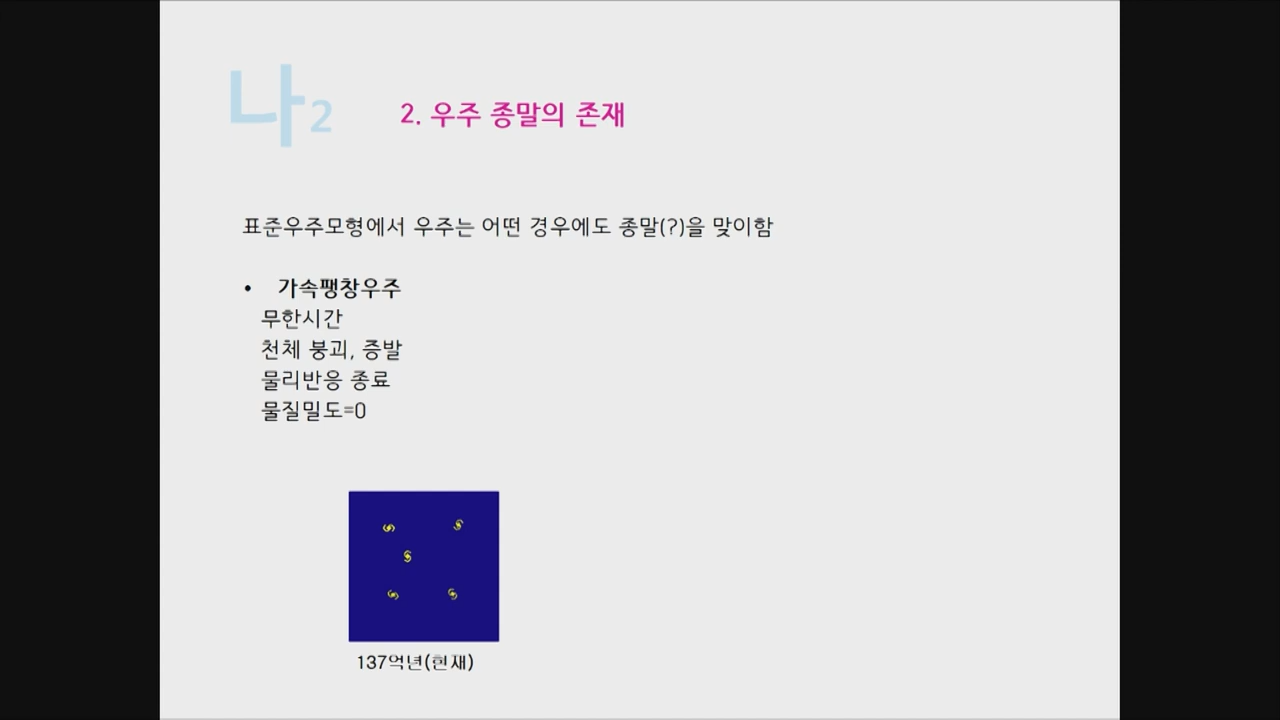 나2
2. 우주 종말의 존재
표준우주모형에서 우주는 어떤 경우에도 종말(?)을 맞이함
• 가속팽창우주
무한시간
천체 붕괴, 증발
물리반응 종료
물질밀도=0
137억년(현재)